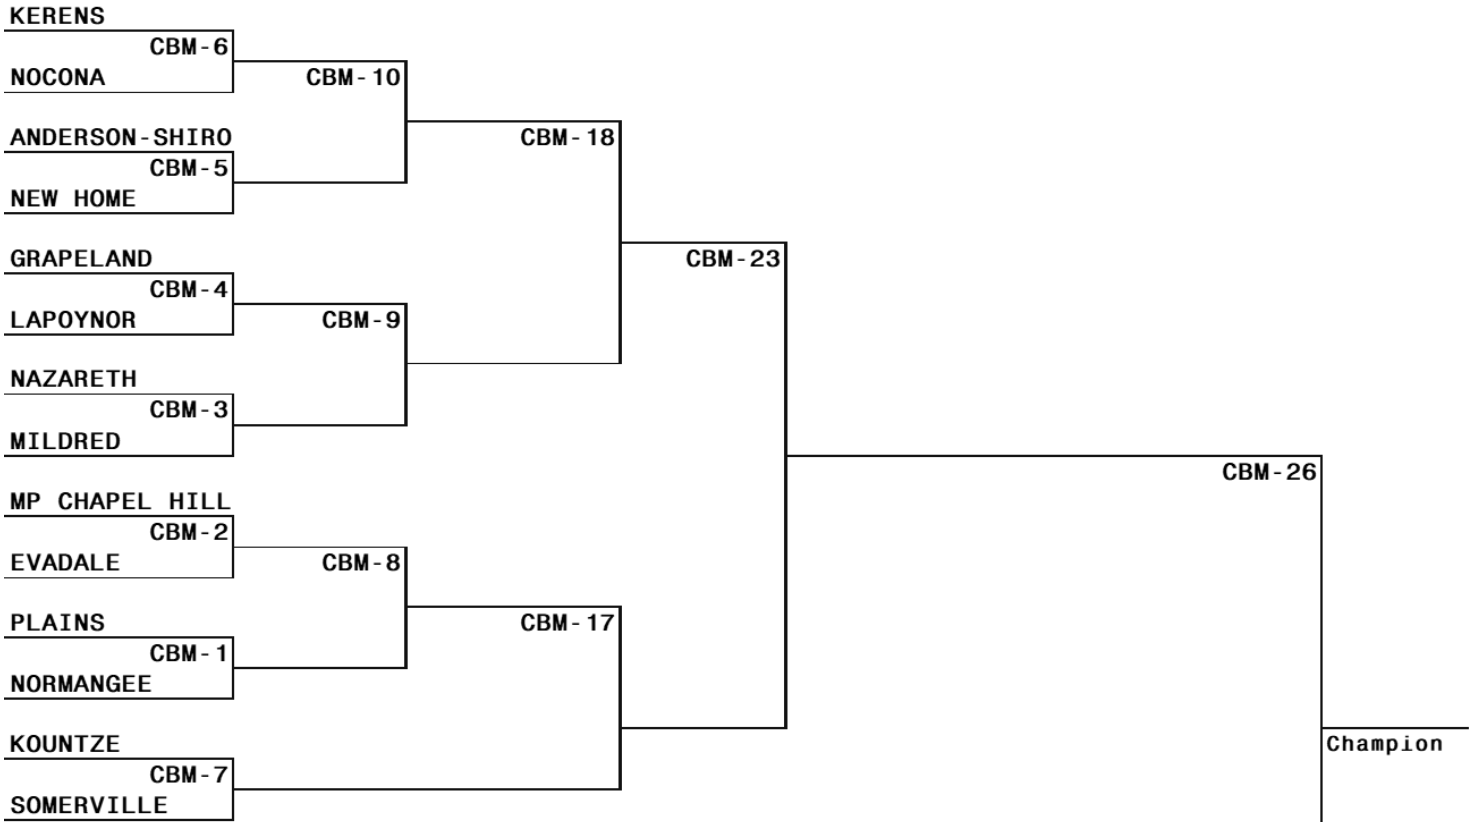 KERENS
CBM-6
NOCONA
CBM-10
ANDERSON-SHIRO
CBM-18
CBM-5
NEW HOME
GRAPELAND
CBM-23
CBM-4
LAPOYNOR
CBM-9
NAZARETH
CBM-3
MILDRED
CBM-26
MP CHAPEL HILL
CBM-2
EVADALE
CBM-8
PLAINS
CBM-17
CBM-1
NORMANGEE
KOUNTZE
Champion
CBM-7
SOMERVILLE